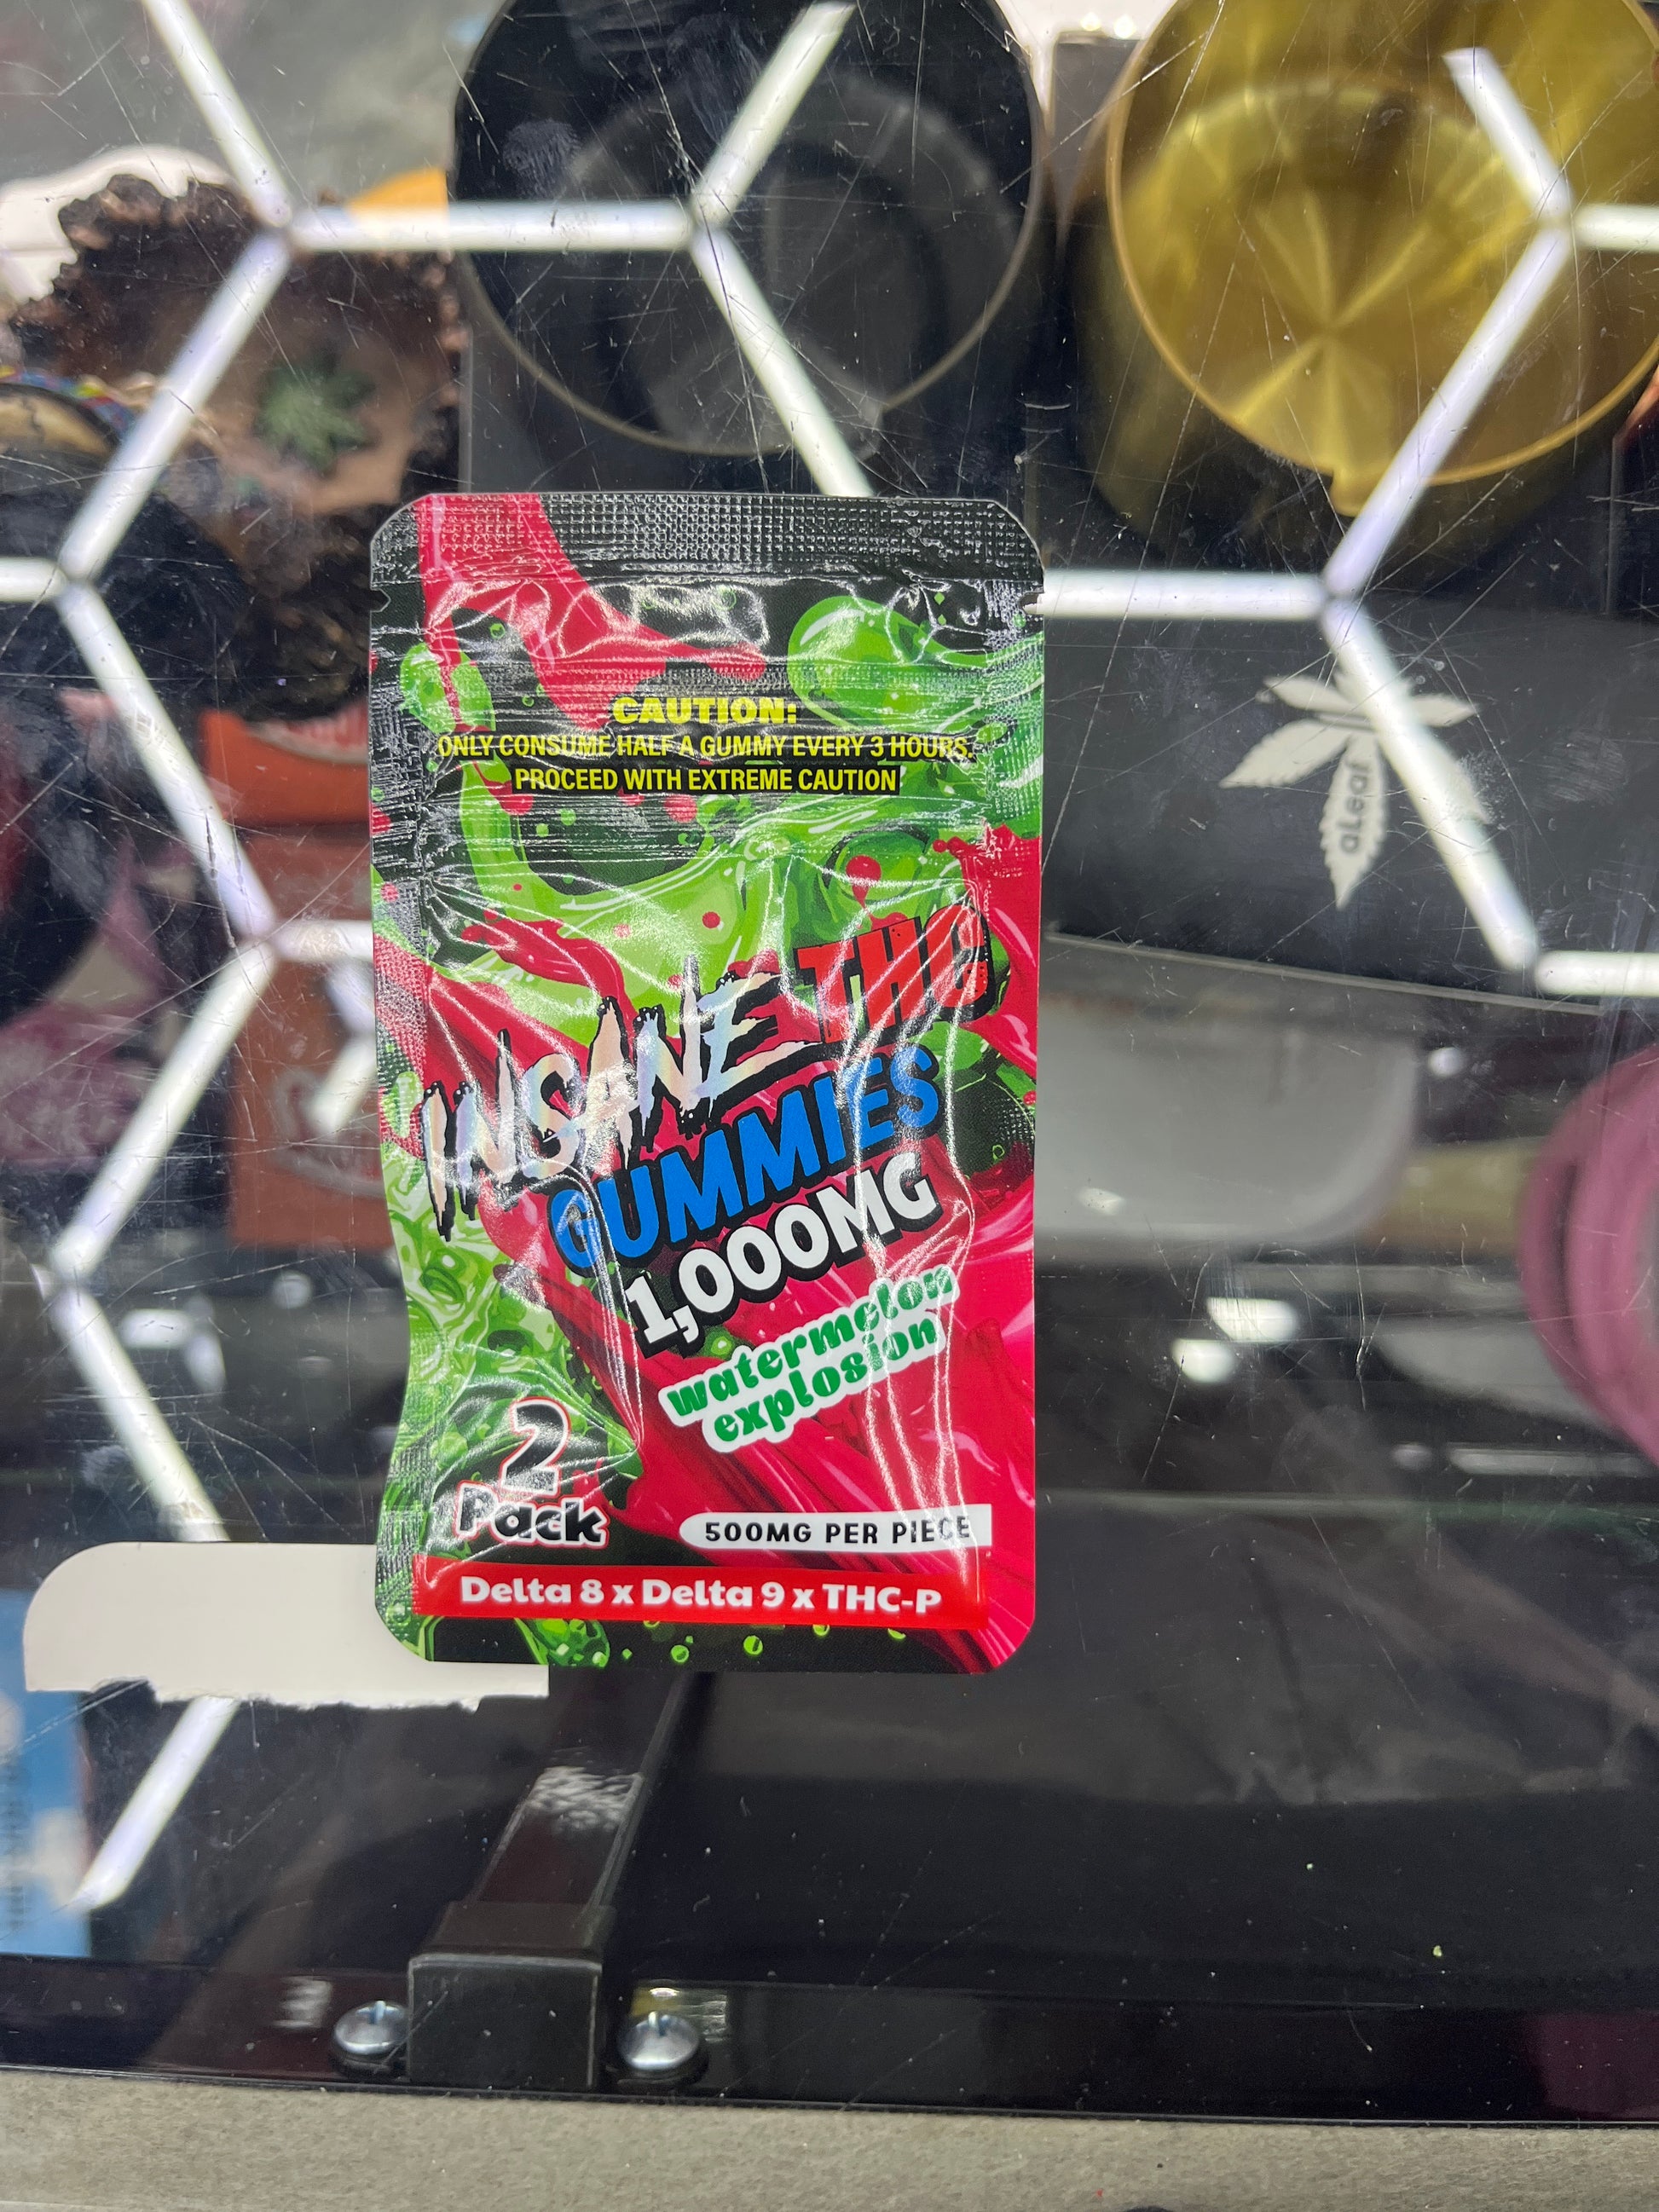 CAUTION:
ONLY CONSUME HALF A GUMMY EVERY 3 HOURS.
PROCEED WITH EXTREME CAUTION
aLeaf
INSANE THC
GUMMIES
1,000MG
watermelon
explosion
2
Pack
500MG PER PIECE
Delta 8 x Delta 9 x THC-P